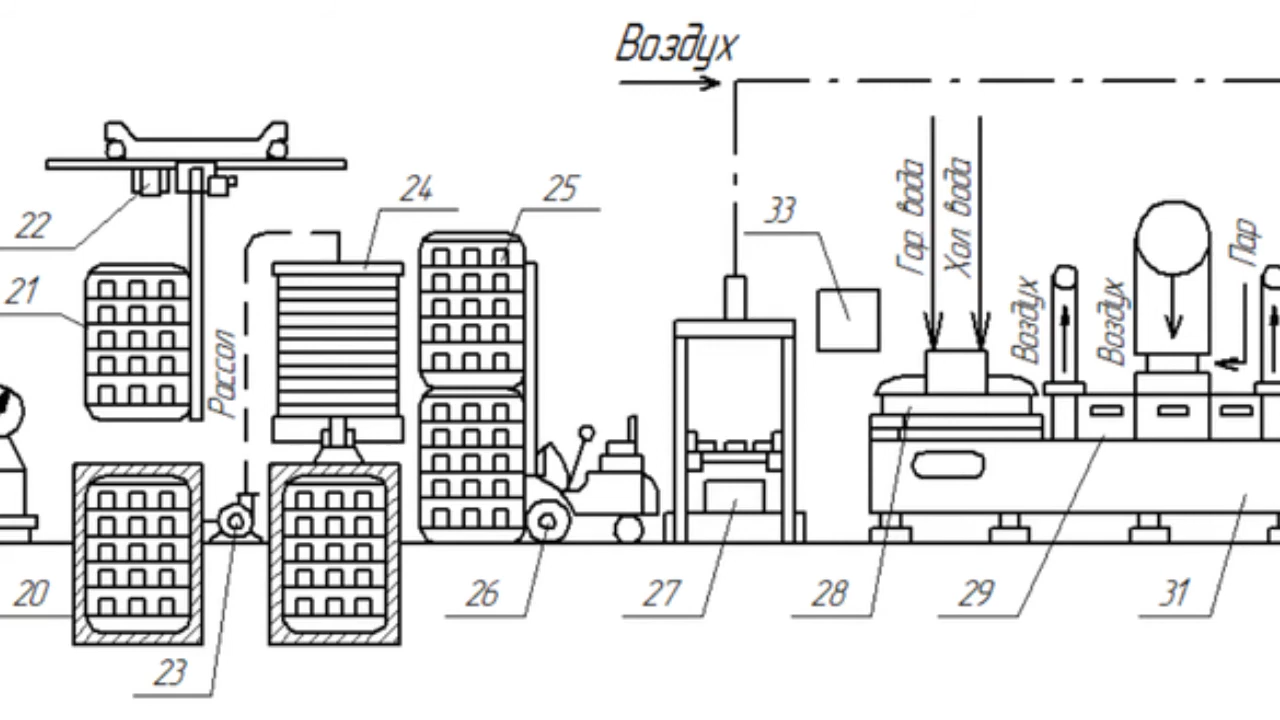 Воздух
24
25
22
33
21
Рассол
Гар. вода
Хол. вода
Воздух
Воздух
Пар
20
26
27
28
29
31
23